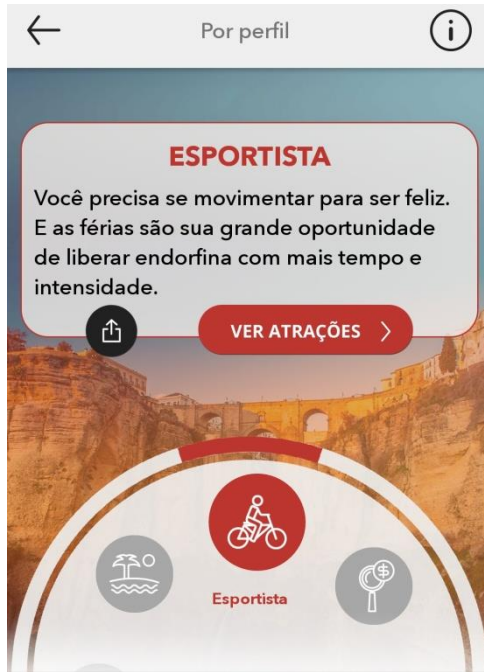 Por perfil
ESPORTISTA
Você precisa se movimentar para ser feliz.
E as férias são sua grande oportunidade
de liberar endorfina com mais tempo e
intensidade.
VER ATRAÇÕES
Esportista